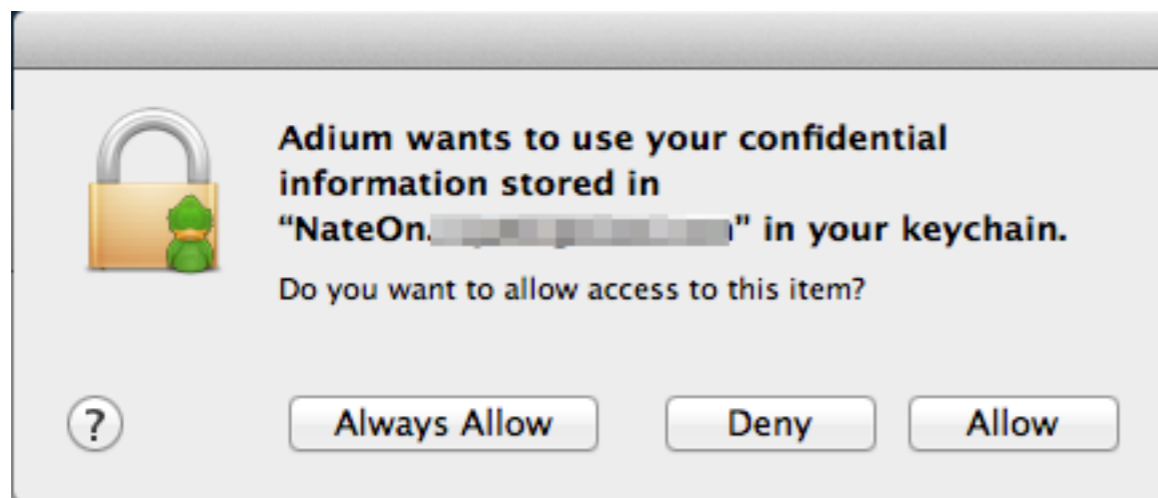 Adium wants to use your confidential
information stored in
“NateOn. ” in your keychain.
Do you want to allow access to this item?
?
Always Allow
Deny
Allow